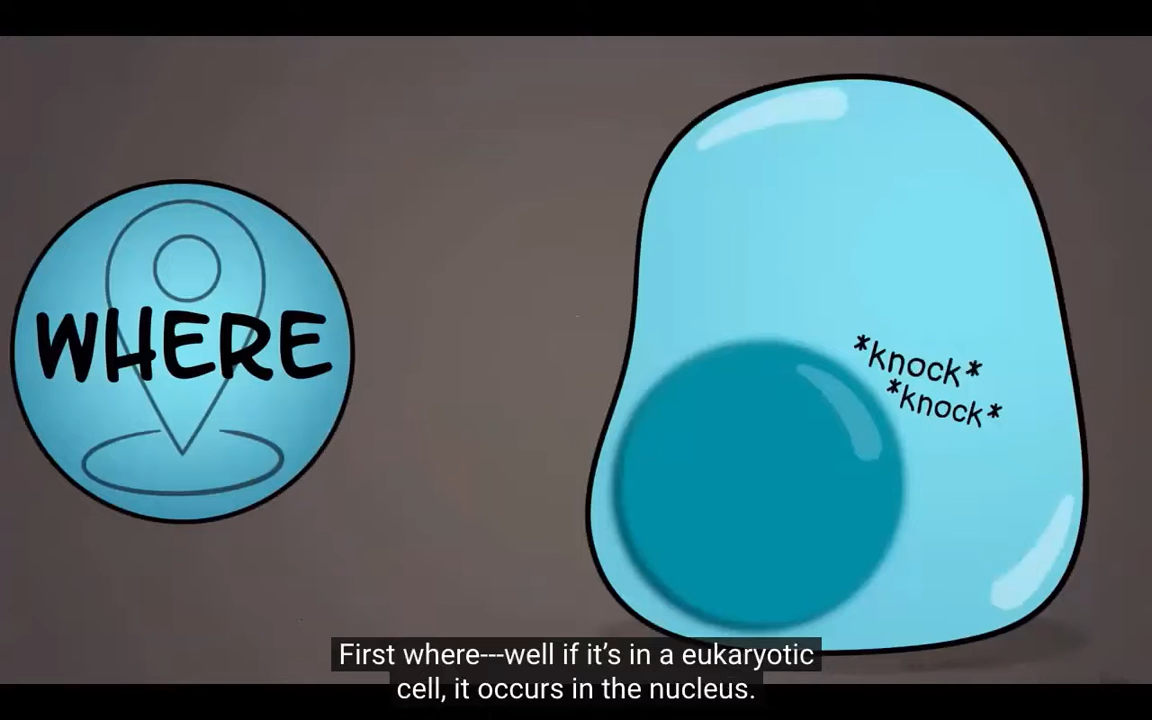 WHERE
*knock*
*knock*
First where---well if it’s in a eukaryotic
cell, it occurs in the nucleus.